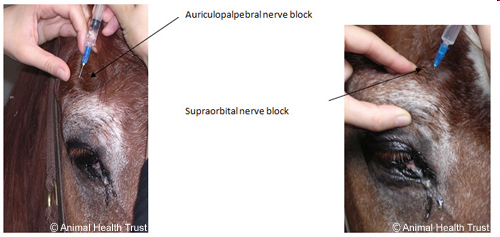 Auriculopalpebral nerve block
Supraorbital nerve block
© Animal Health Trust
© Animal Health Trust